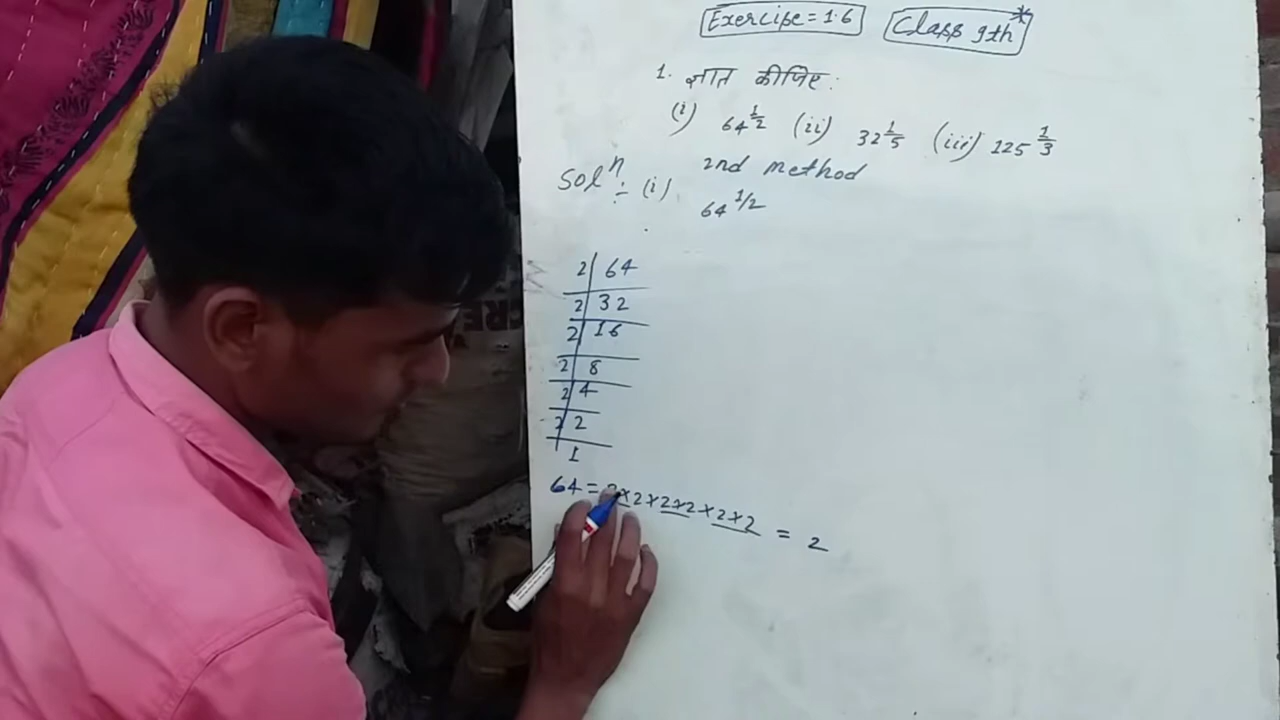 Exercise = 1.6 Class 9th*
1. ज्ञात कीजिए:
(i) 64^1/2 (ii) 32^1/5 (iii) 125^1/3
Solⁿ ÷ (i) 2nd method
64^1/2
2 | 64
2 | 32
2 | 16
2 | 8
2 | 4
2 | 2
1
64 = 2×2×2×2×2×2 = 2